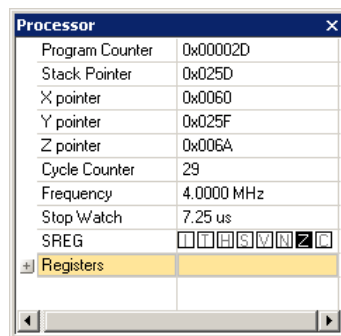 Processor
Program Counter 0x00002D
Stack Pointer 0x025D
X pointer 0x0060
Y pointer 0x025F
Z pointer 0x006A
Cycle Counter 29
Frequency 4.0000 MHz
Stop Watch 7.25 us
SREG I T H S V N Z C
Registers